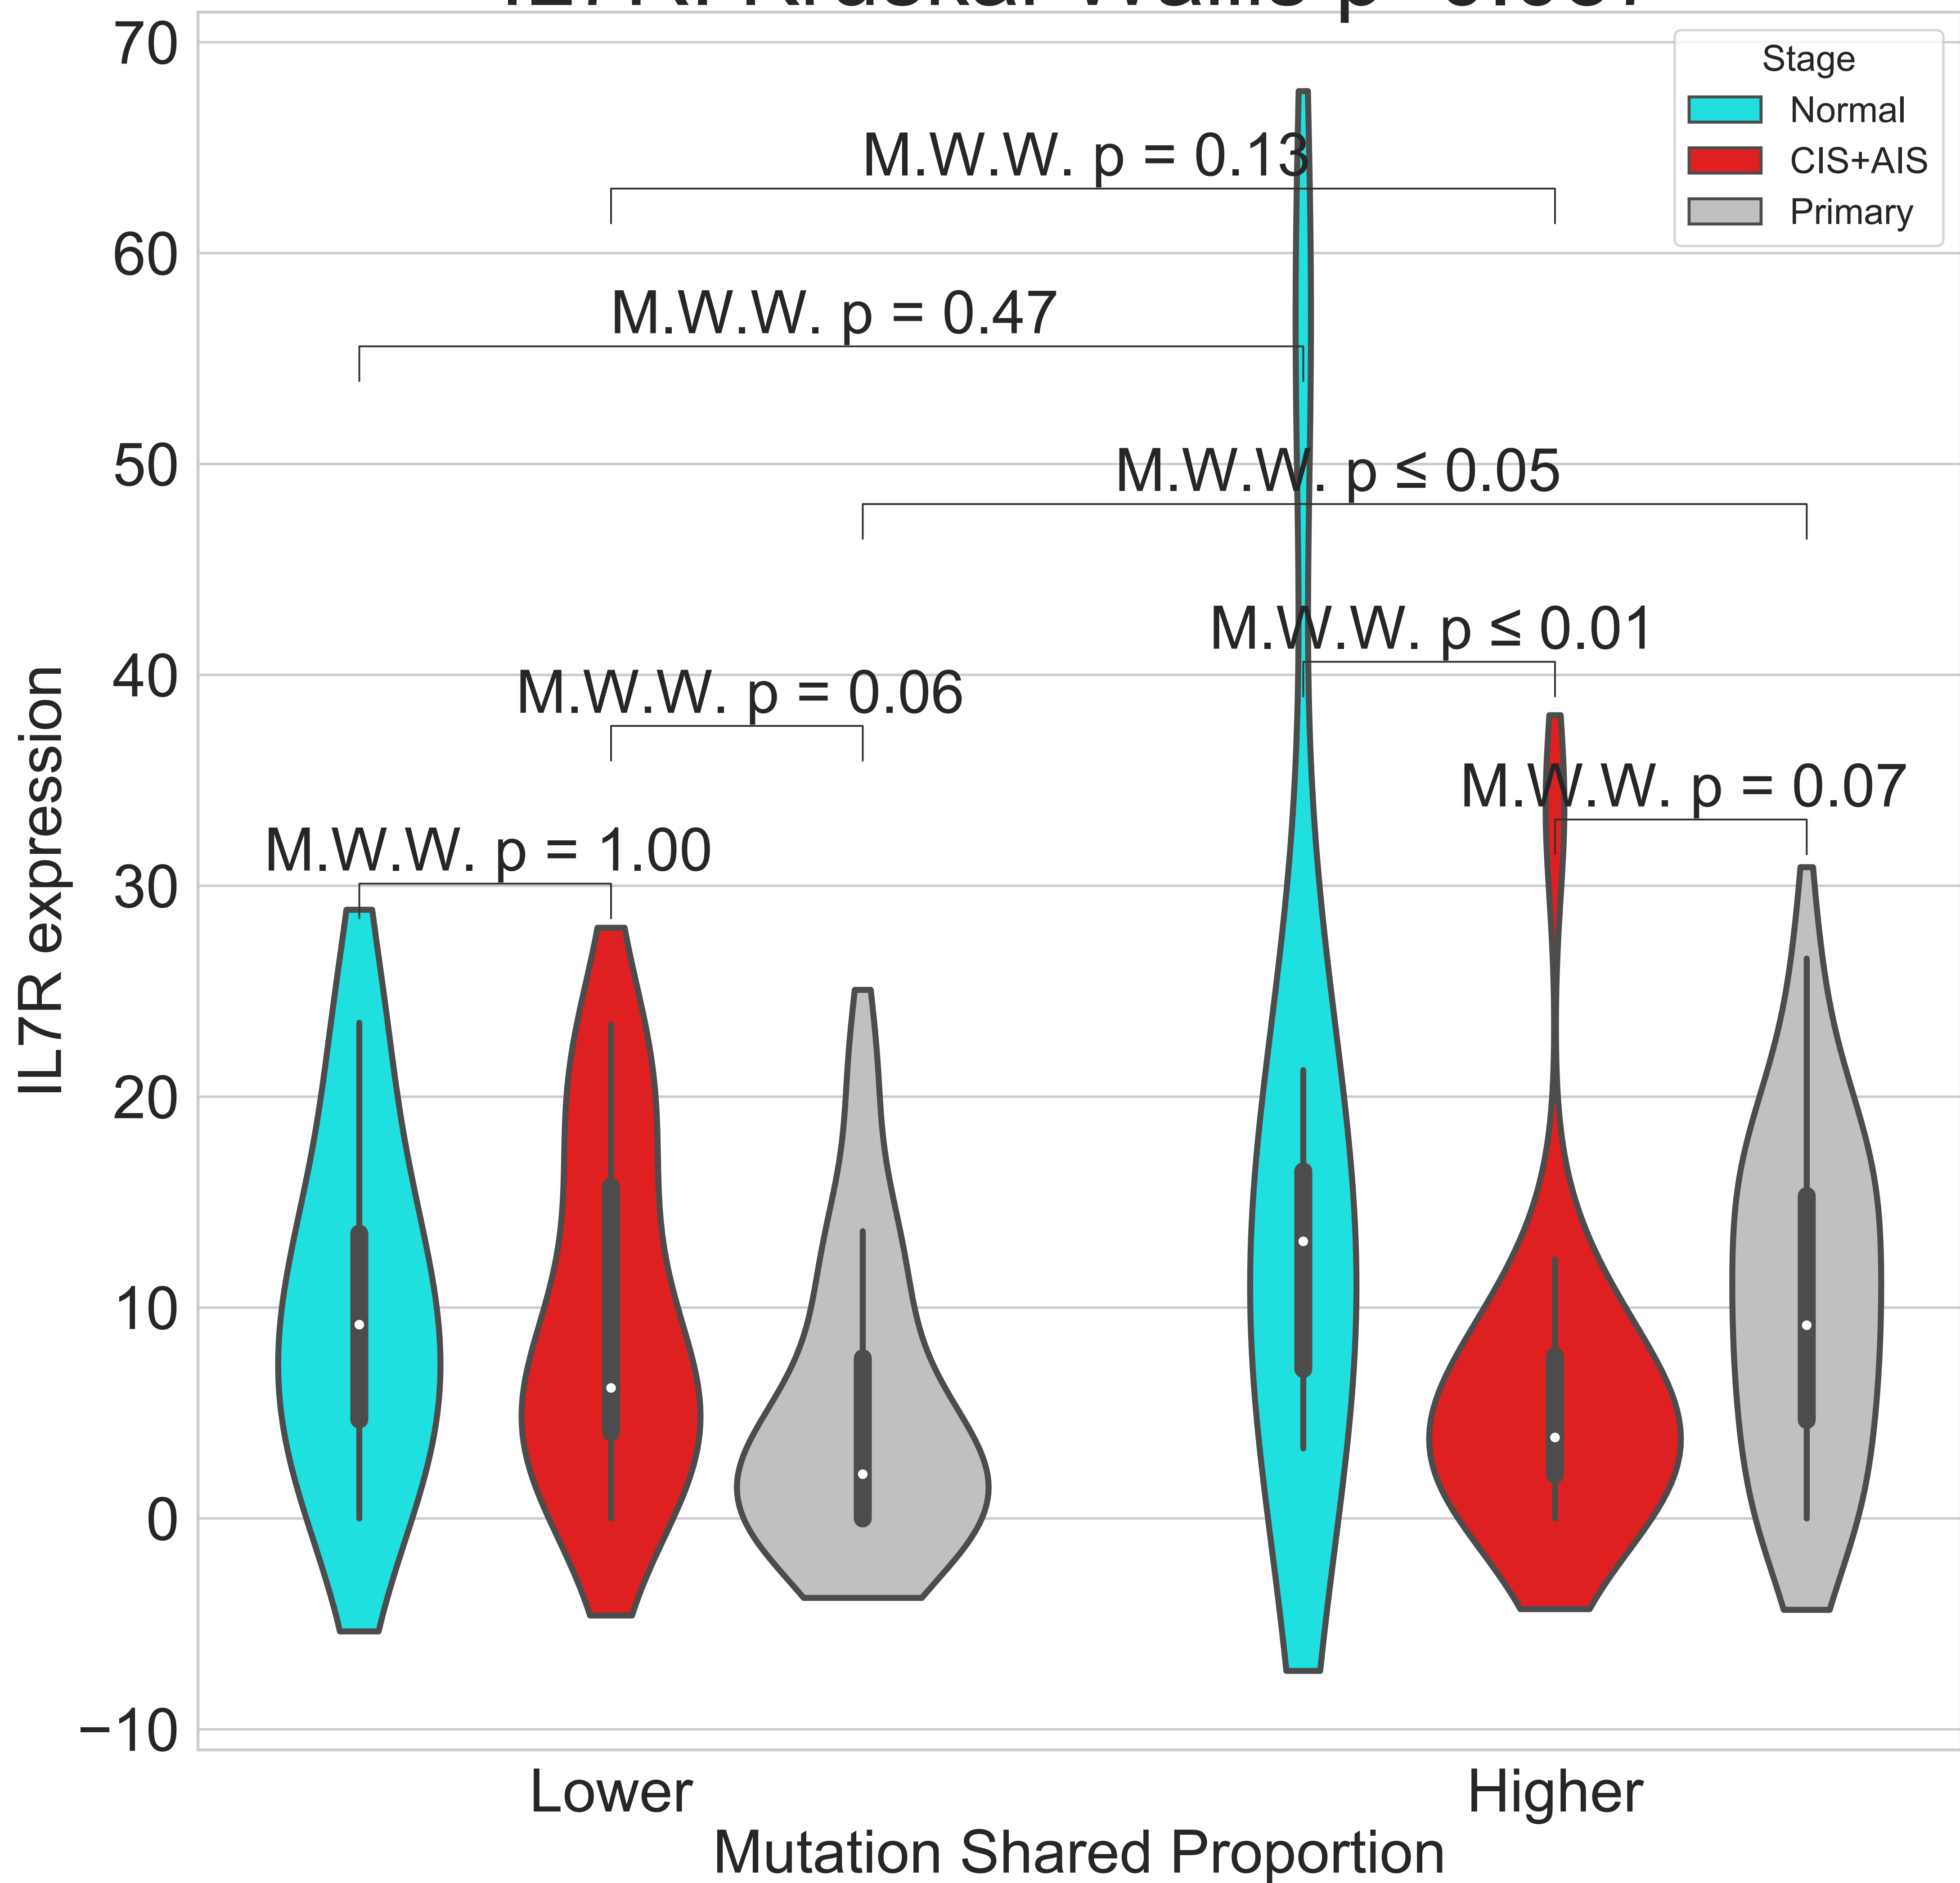 70
60
50
40
30
20
10
0
−10
IL7R expression
Stage
Normal
CIS+AIS
Primary
M.W.W. p = 0.13
M.W.W. p = 0.47
M.W.W. p ≤ 0.05
M.W.W. p ≤ 0.01
M.W.W. p = 0.06
M.W.W. p = 0.07
M.W.W. p = 1.00
Lower
Higher
Mutation Shared Proportion